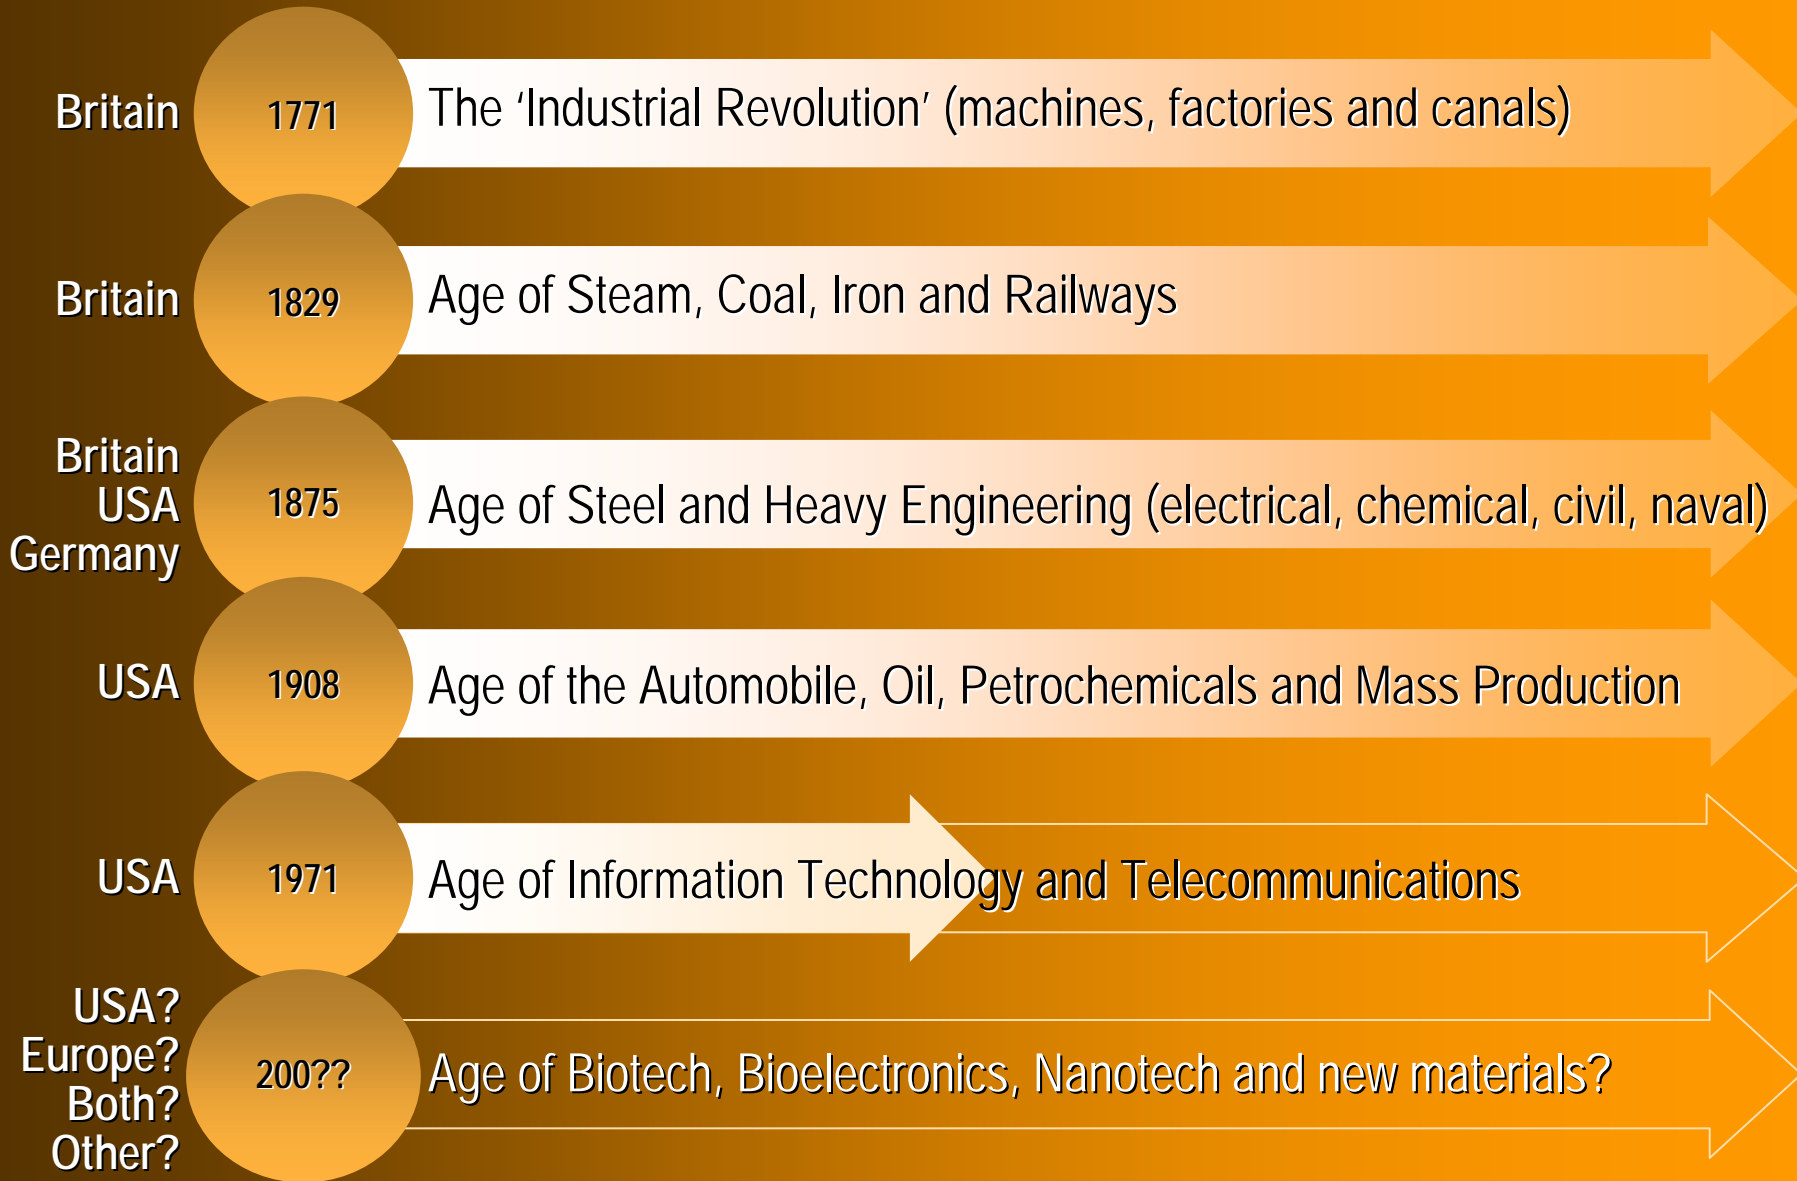 Britain 1771 The ‘Industrial Revolution’ (machines, factories and canals)
Britain 1829 Age of Steam, Coal, Iron and Railways
Britain
USA
Germany
1875 Age of Steel and Heavy Engineering (electrical, chemical, civil, naval)
USA 1908 Age of the Automobile, Oil, Petrochemicals and Mass Production
USA 1971 Age of Information Technology and Telecommunications
USA?
Europe?
Both?
Other?
200?? Age of Biotech, Bioelectronics, Nanotech and new materials?